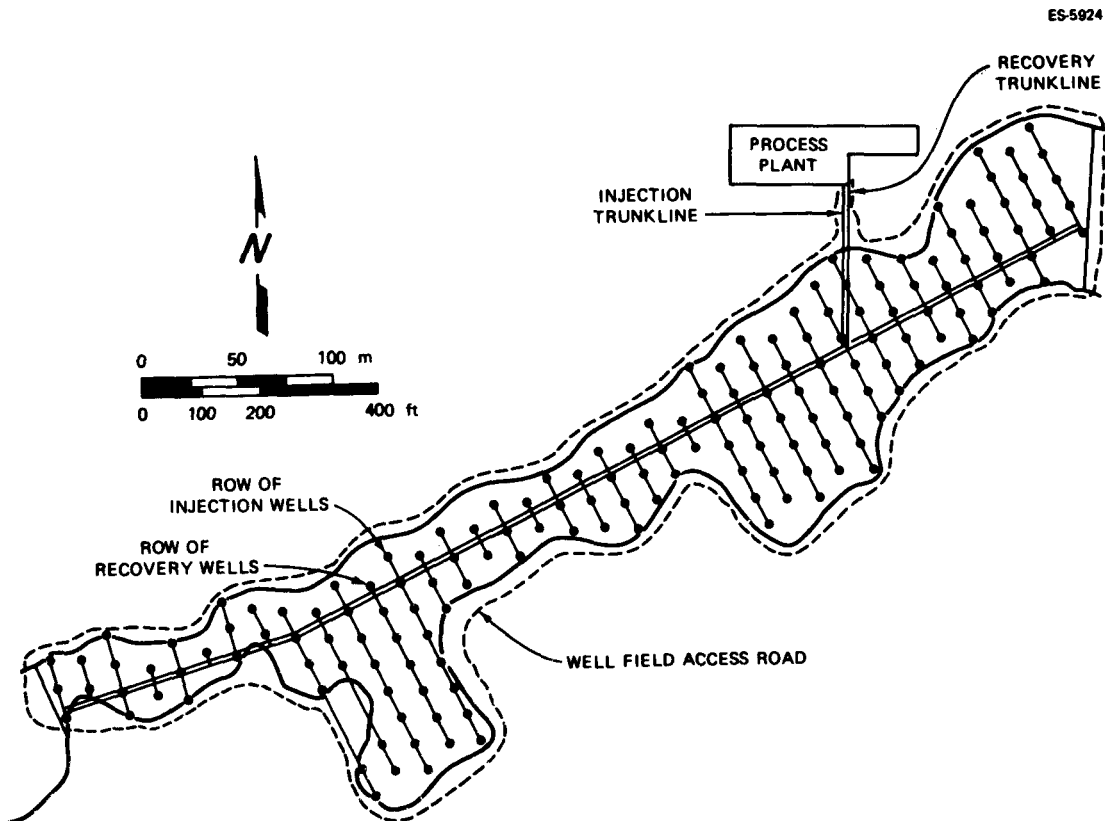 ES-5924
RECOVERY
TRUNKLINE
PROCESS
PLANT
INJECTION
TRUNKLINE
N
0 50 100 m
0 100 200 400 ft
ROW OF
INJECTION WELLS
ROW OF
RECOVERY WELLS
WELL FIELD ACCESS ROAD